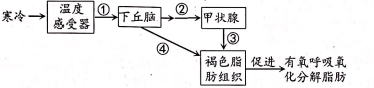 寒冷
温度
感受器
①
下丘脑
②
甲状腺
③
④
褐色脂
肪组织
促进
有氧呼吸氧
化分解脂肪